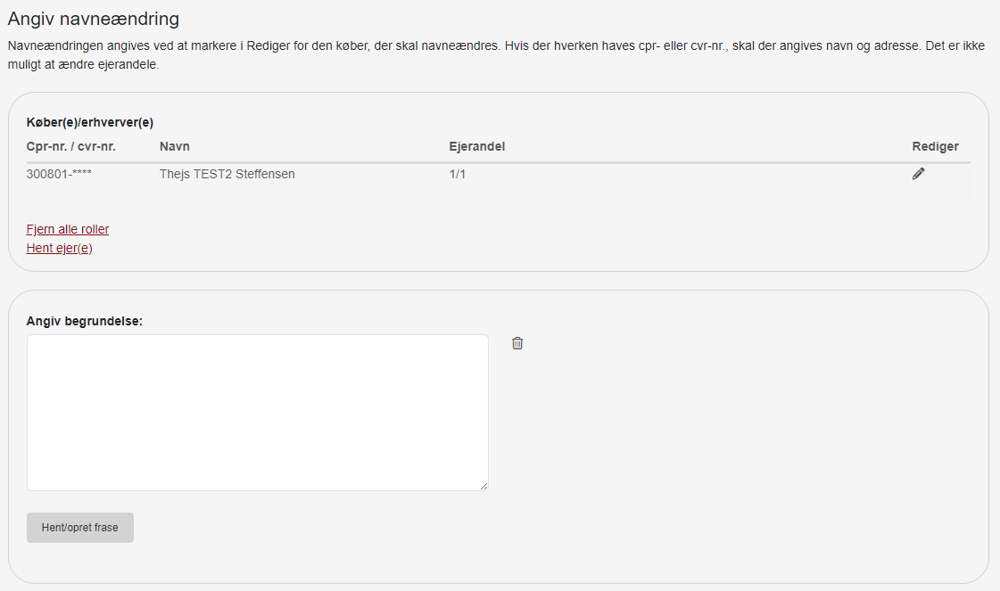 Angiv navneændring
Navneændringen angives ved at markere i Rediger for den køber, der skal navneændres. Hvis der hverken haves cpr- eller cvr-nr., skal der angives navn og adresse. Det er ikke
muligt at ændre ejerandele.
Køber(e)/erhverver(e)
Cpr-nr. / cvr-nr. Navn Ejerandel Rediger
300801-**** Thejs TEST2 Steffensen 1/1
Fjern alle roller
Hent ejer(e)
Angiv begrundelse:
Hent/opret frase